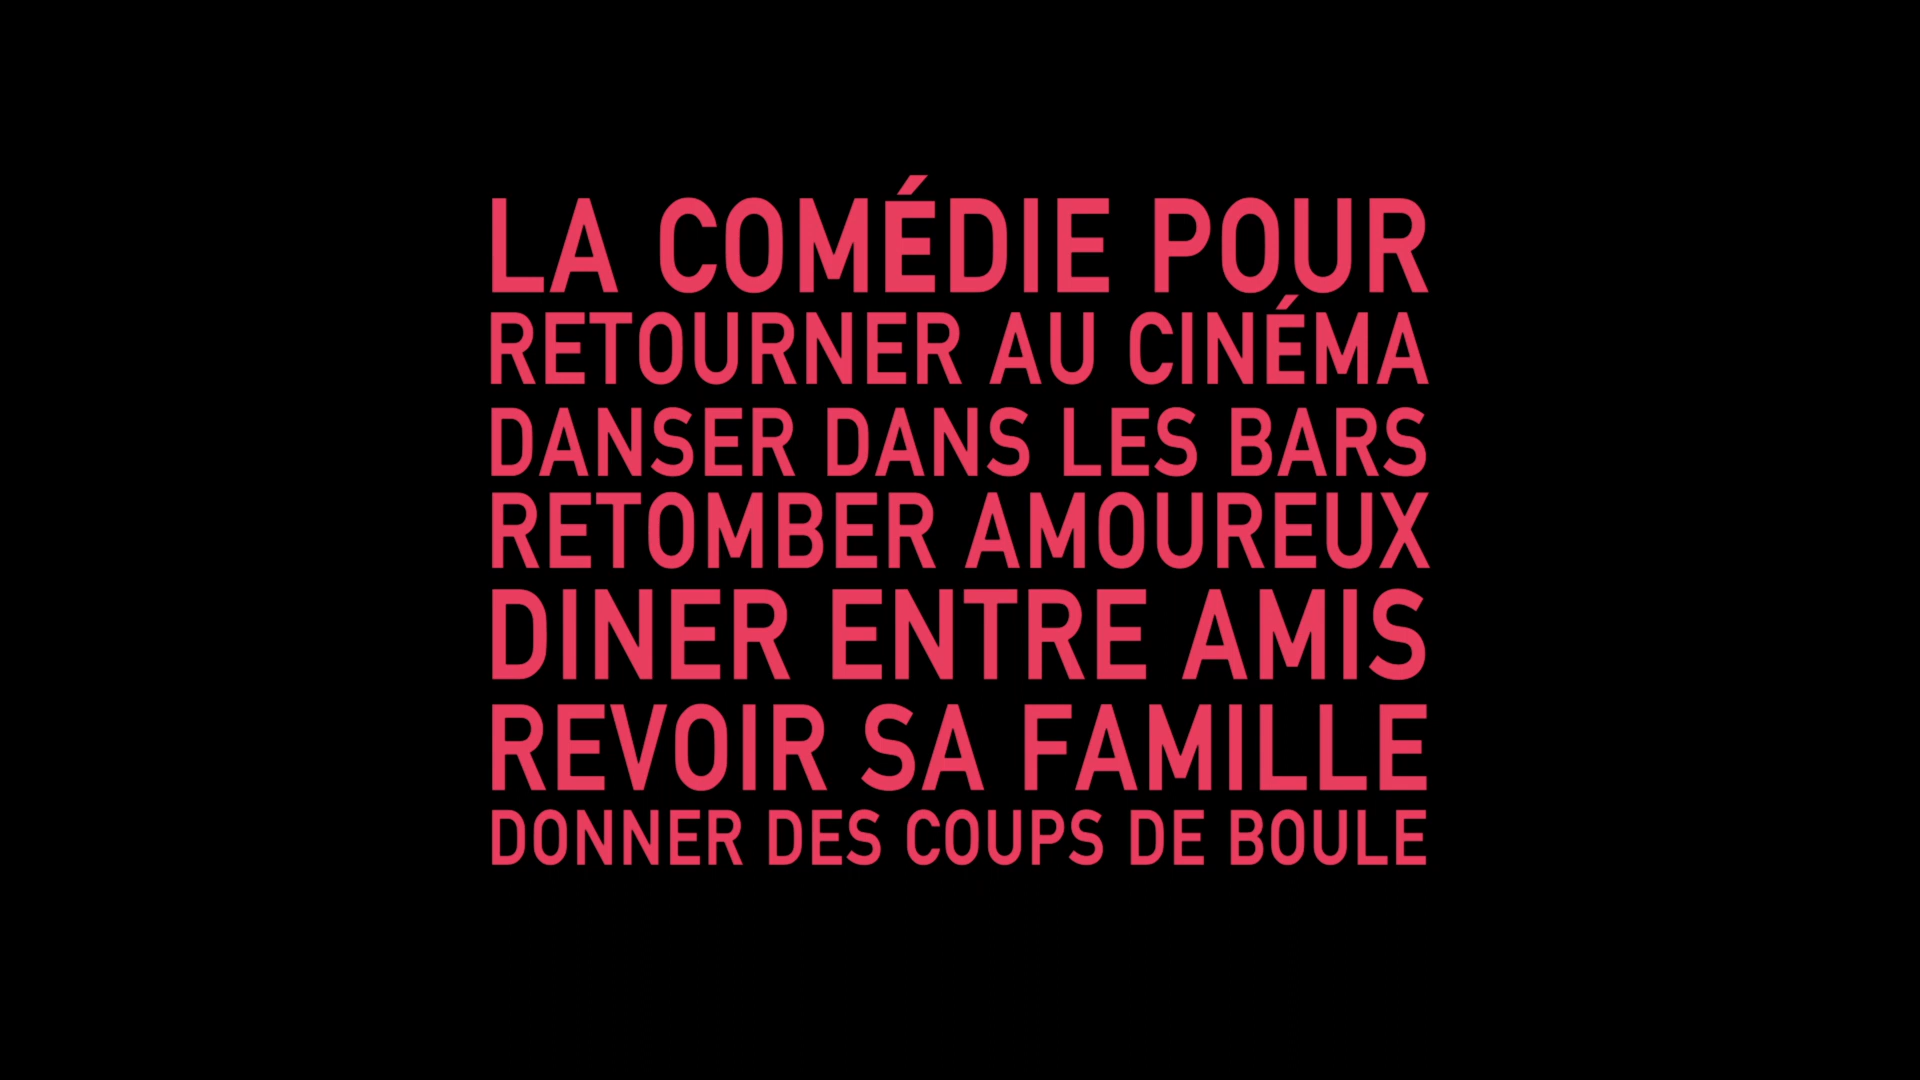 LA COMÉDIE POUR
RETOURNER AU CINÉMA
DANSER DANS LES BARS
RETOMBER AMOUREUX
DINER ENTRE AMIS
REVOIR SA FAMILLE
DONNER DES COUPS DE BOULE